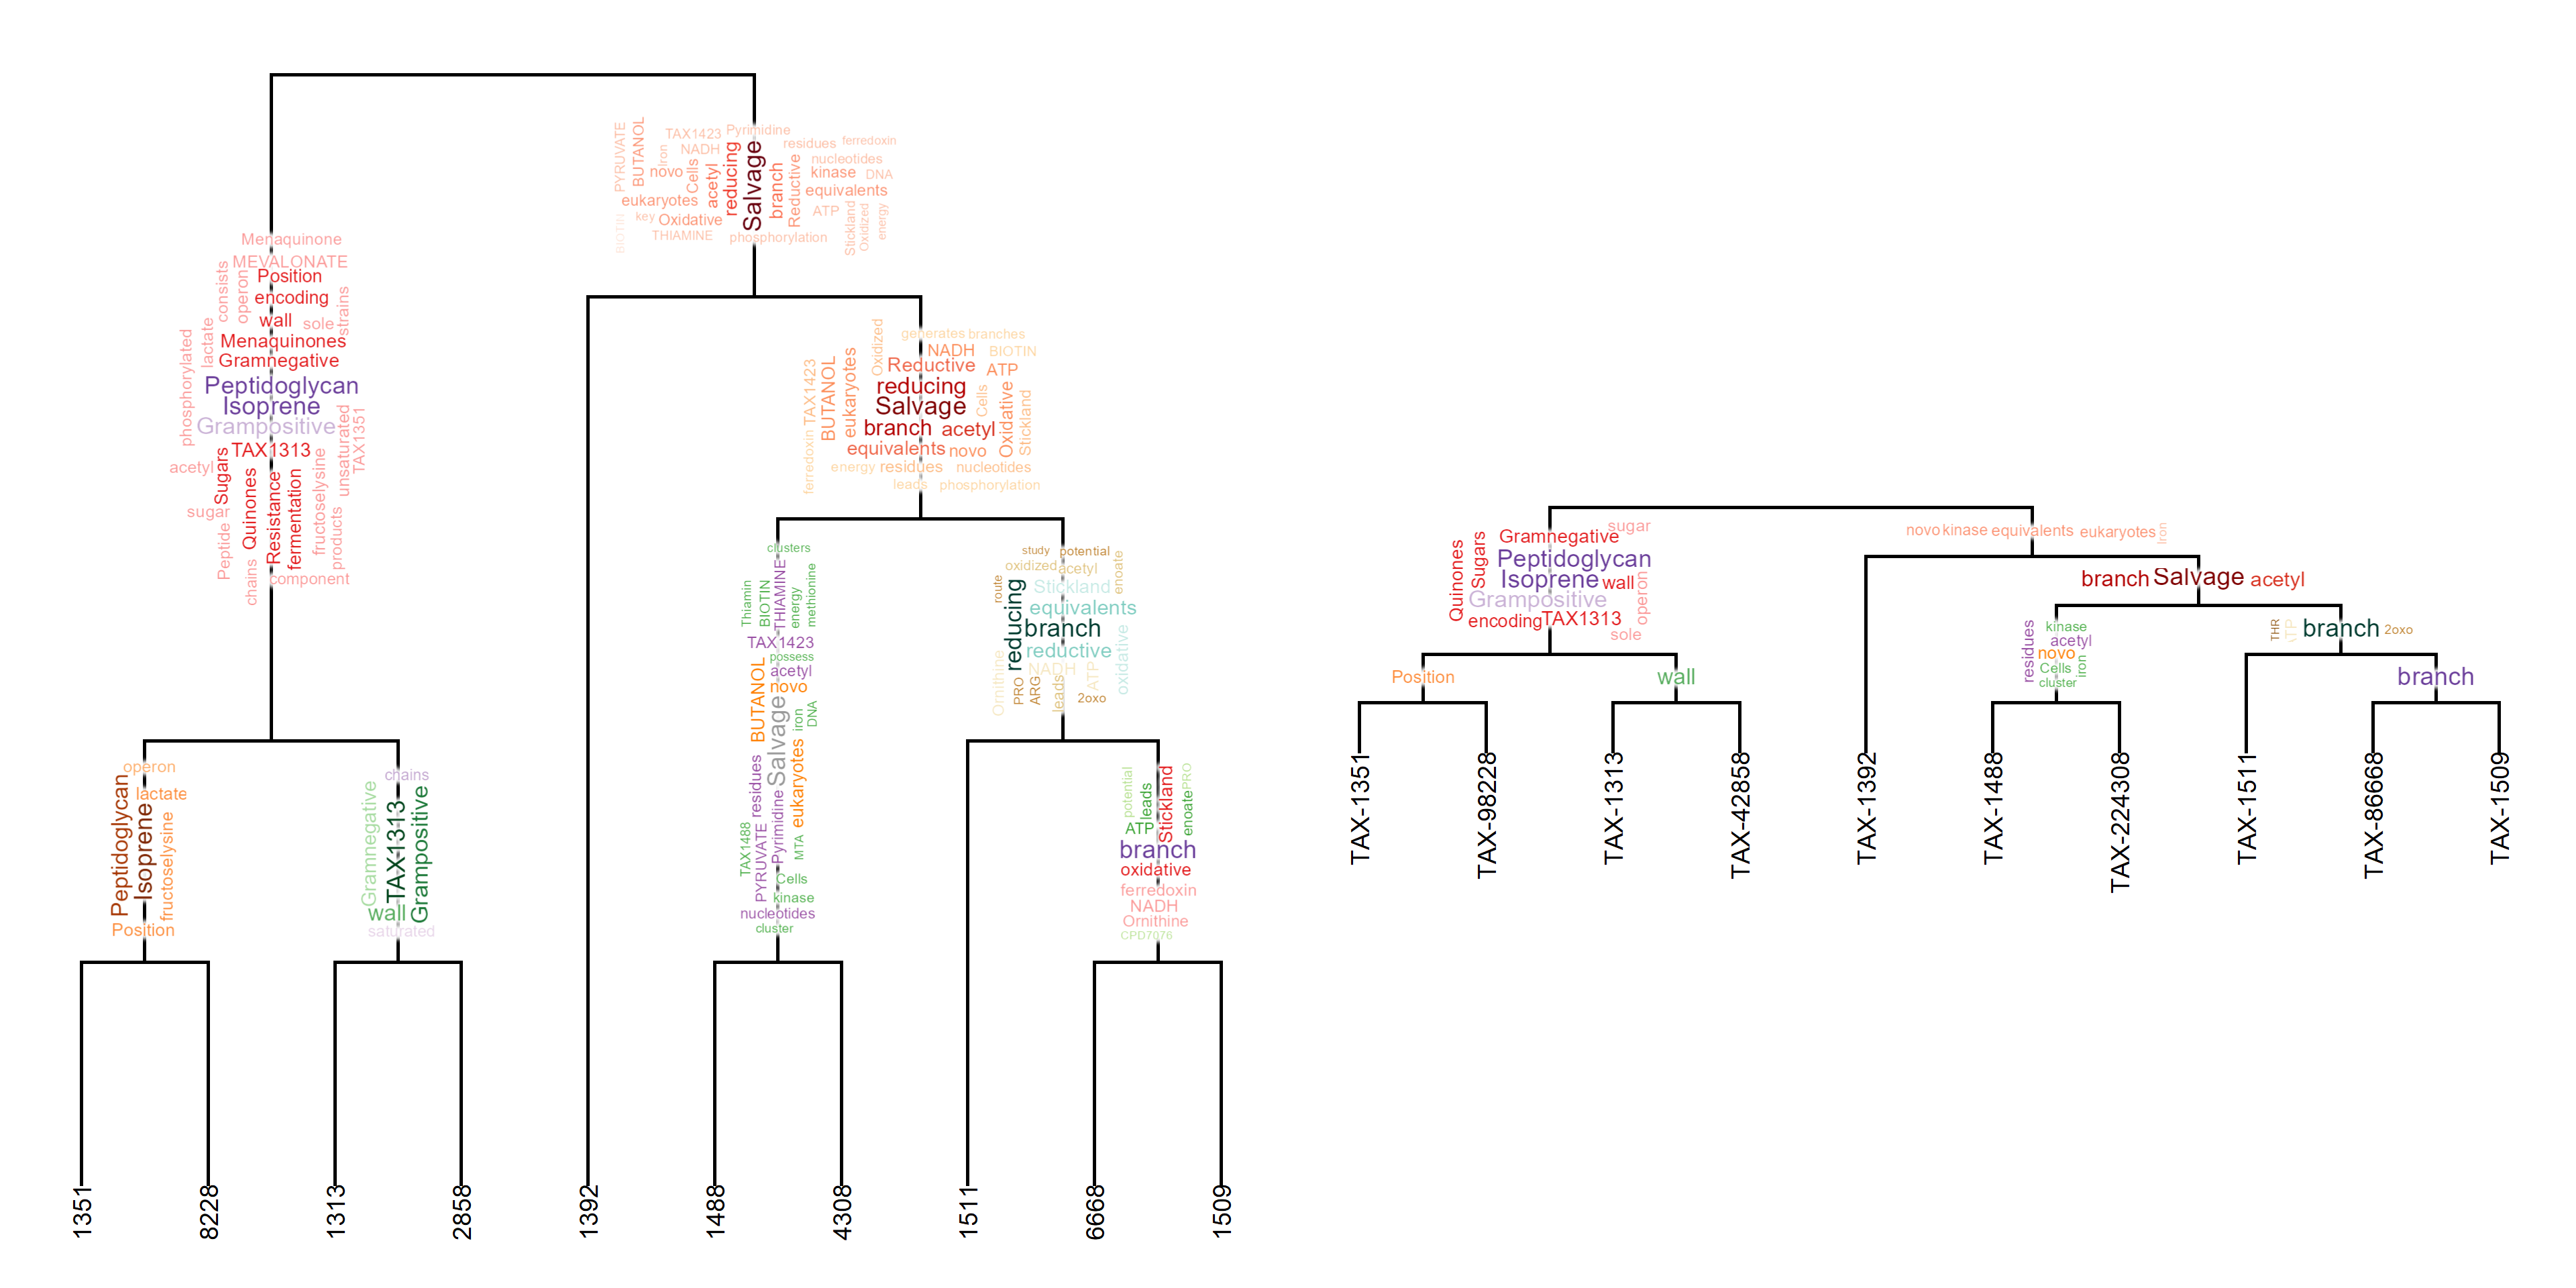 PYRUVATE
BUTANOL
TAX1423
Pyrimidine
Iron
NADH
residues
ferredoxin
novo
Cells
acetyl
reducing
Salvage
branch
Reductive
nucleotides
kinase
DNA
equivalents
eukaryotes
BIOTIN
key
Oxidative
ATP
Stickland
Oxidized
energy
THIAMINE
phosphorylation
Menaquinone
MEVALONATE
consists
operon
Position
encoding
strains
wall
sole
phosphorylated
lactate
Menaquinones
Gramnegative
Peptidoglycan
Isoprene
Grampositive
unsaturated
TAX1351
TAX1313
acetyl
Sugars
Quinones
Resistance
fermentation
fructoselysine
sugar
Peptide
products
chains
component
Oxidized
generates branches
NADH
BIOTIN
Reductive
ATP
TAX1423
BUTANOL
eukaryotes
reducing
Salvage
Cells
Oxidative
Stickland
branch
acetyl
equivalents
novo
ferredoxin
energy
residues
nucleotides
leads
phosphorylation
clusters
Thiamin
BIOTIN
THIAMINE
energy
methionine
TAX1423
possess
acetyl
BUTANOL
novo
Salvage
iron
DNA
residues
eukaryotes
TAX1488
PYRUVATE
Pyrimidine
MTA
Cells
kinase
nucleotides
cluster
study
potential
oxidized
acetyl
enoate
route
reducing
Stickland
equivalents
branch
reductive
oxidative
Ornithine
NADH
ATP
PRO
ARG
leads
2oxo
operon
Peptidoglycan
lactate
Isoprene
fructoselysine
Position
chains
Gramnegative
TAX1313
Grampositive
wall
saturated
potential
leads
Stickland
PRO
enoate
ATP
branch
oxidative
ferredoxin
NADH
Ornithine
CPD7076
1351
8228
1313
2858
1392
1488
4308
1511
6668
1509
Quinones
Sugars
Gramnegative
sugar
Peptidoglycan
Isoprene
wall
Grampositive
operon
encoding
TAX1313
sole
novo kinase equivalents eukaryotes
Iron
branch Salvage acetyl
residues
kinase
acetyl
novo
Cells
iron
cluster
THR
ATP
branch
2oxo
Position
wall
branch
TAX-1351
TAX-98228
TAX-1313
TAX-42858
TAX-1392
TAX-1488
TAX-224308
TAX-1511
TAX-86668
TAX-1509